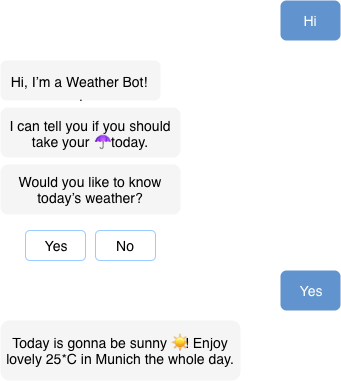 Hi
Hi, I’m a Weather Bot!
I can tell you if you should
take your ☂️today.
Would you like to know
today’s weather?
Yes No
Yes
Today is gonna be sunny ☀️! Enjoy
lovely 25*C in Munich the whole day.